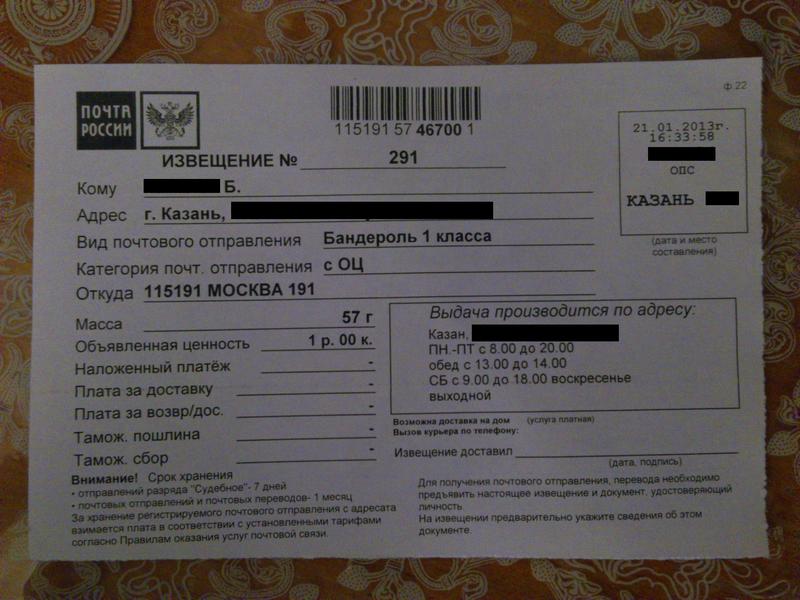 ф.22
ПОЧТА
РОССИИ
115191 57 46700 1
ИЗВЕЩЕНИЕ № 291
21.01.2013г.
16:33:58
ОПС
КАЗАНЬ
(дата и место
составления)
Кому Б.
Адрес г. Казань,
Вид почтового отправления Бандероль 1 класса
Категория почт. отправления с ОЦ
Откуда 115191 МОСКВА 191
Масса 57 г
Объявленная ценность 1 р. 00 к.
Наложенный платёж -
Плата за доставку -
Плата за возвр/дос. -
Тамож. пошлина -
Тамож. сбор -
Выдача производится по адресу:
Казан,
ПН.-ПТ с 8.00 до 20.00
обед с 13.00 до 14.00
СБ с 9.00 до 18.00 воскресенье
выходной
Возможна доставка на дом (услуга платная)
Вызов курьера по телефону:
Извещение доставил
(дата, подпись)
Внимание! Срок хранения
• отправлений разряда "Судебное"- 7 дней
• почтовых отправлений и почтовых переводов- 1 месяц
За хранение регистрируемого почтового отправления с адресата
взимается плата в соответствии с установленными тарифами
согласно Правилам оказания услуг почтовой связи.
Для получения почтового отправления, перевода необходимо
предъявить настоящее извещение и документ, удостоверяющий
личность
На извещении предварительно укажите сведения об этом
документе.